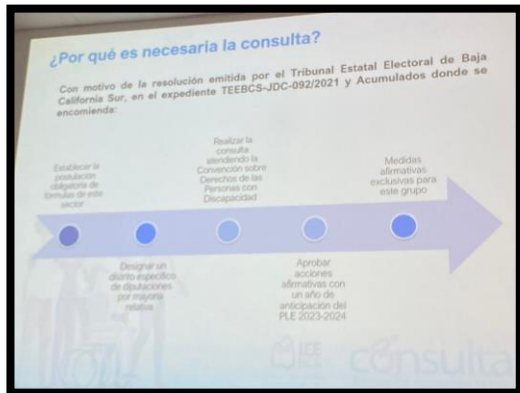 ¿Por qué es necesaria la consulta?
Con motivo de la resolución emitida por el Tribunal Estatal Electoral de Baja
California Sur, en el expediente TEEBCS-JDC-092/2021 y Acumulados donde se
encomienda:
Establecer la
postulación
obligatoria de
fórmulas de este
sector
Designar un
distrito específico
de diputaciones
por mayoría
relativa
Realizar la
consulta
atendiendo la
Convención sobre
Derechos de las
Personas con
Discapacidad
Aprobar
acciones
afirmativas con
un año de
anticipación del
PLE 2023-2024
Medidas
afirmativas
exclusivas para
este grupo
IEE
consulta